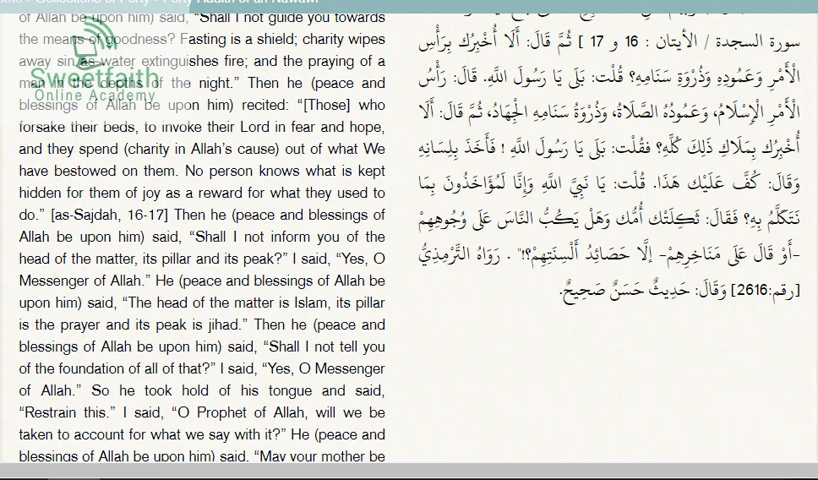 of Allah be upon him) said, “Shall I not guide you towards
the means of goodness? Fasting is a shield; charity wipes
away sin as water extinguishes fire; and the praying of a
man in the depths of the night.” Then he (peace and
blessings of Allah be upon him) recited: “[Those] who
forsake their beds, to invoke their Lord in fear and hope,
and they spend (charity in Allah’s cause) out of what We
have bestowed on them. No person knows what is kept
hidden for them of joy as a reward for what they used to
do.” [as-Sajdah, 16-17] Then he (peace and blessings of
Allah be upon him) said, “Shall I not inform you of the
head of the matter, its pillar and its peak?” I said, “Yes, O
Messenger of Allah.” He (peace and blessings of Allah be
upon him) said, “The head of the matter is Islam, its pillar
is the prayer and its peak is jihad.” Then he (peace and
blessings of Allah be upon him) said, “Shall I not tell you
of the foundation of all of that?” I said, “Yes, O Messenger
of Allah.” So he took hold of his tongue and said,
“Restrain this.” I said, “O Prophet of Allah, will we be
taken to account for what we say with it?” He (peace and
blessings of Allah be upon him) said, “May your mother be
Sweetfaith
Online Academy
سورة السجدة / الأيتان : 16 و 17 ] ثُمَّ قَالَ: أَلَا أُخْبِرُك بِرَأْسِ
الْأَمْرِ وَعَمُودِهِ وَذُرْوَةِ سَنَامِهِ؟ قُلْت: بَلَى يَا رَسُولَ اللَّهِ. قَالَ: رَأْسُ
الْأَمْرِ الْإِسْلَامُ، وَعَمُودُهُ الصَّلَاةُ، وَذُرْوَةُ سَنَامِهِ الْجِهَادُ، ثُمَّ قَالَ: أَلَا
أُخْبِرُك بِمَلَاكِ ذَلِكَ كُلِّهِ؟ فقُلْت: بَلَى يَا رَسُولَ اللَّهِ ! فَأَخَذَ بِلِسَانِهِ
وَقَالَ: كُفَّ عَلَيْك هَذَا. قُلْت: يَا نَبِيَّ اللَّهِ وَإِنَّا لَمُؤَاخَذُونَ بِمَا
نَتَكَلَّمُ بِهِ؟ فَقَالَ: ثَكِلَتْك أُمُّك وَهَلْ يَكُبُّ النَّاسَ عَلَى وُجُوهِهِمْ
-أَوْ قَالَ عَلَى مَنَاخِرِهِمْ- إلَّا حَصَائِدُ أَلْسِنَتِهِمْ؟!" . رَوَاهُ التِّرْمِذِيُّ
[رقم:2616] وَقَالَ: حَدِيثٌ حَسَنٌ صَحِيحٌ.